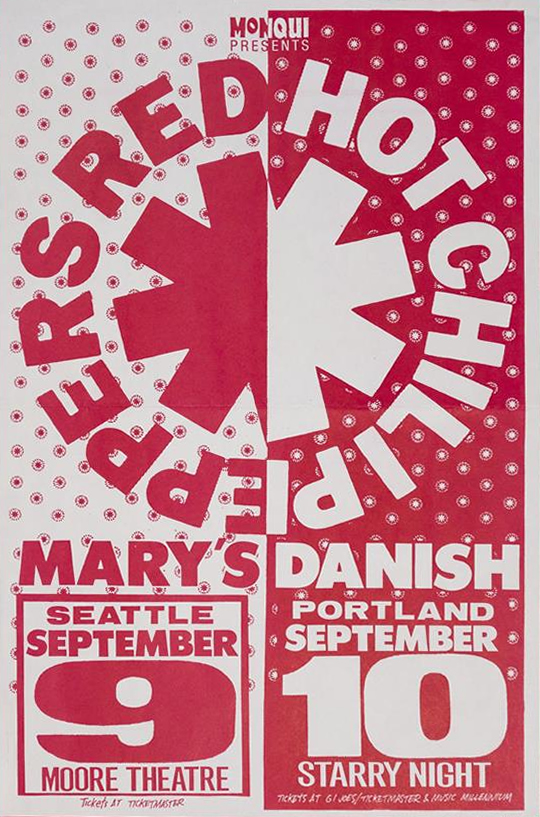 MONQUI
PRESENTS
RED HOT CHILI PEPPERS
MARY'S DANISH
SEATTLE
SEPTEMBER
9
MOORE THEATRE
TICKETS AT TICKETMASTER
PORTLAND
SEPTEMBER
10
STARRY NIGHT
TICKETS AT G.I. JOES/TICKETMASTER & MUSIC MILLENNIUM